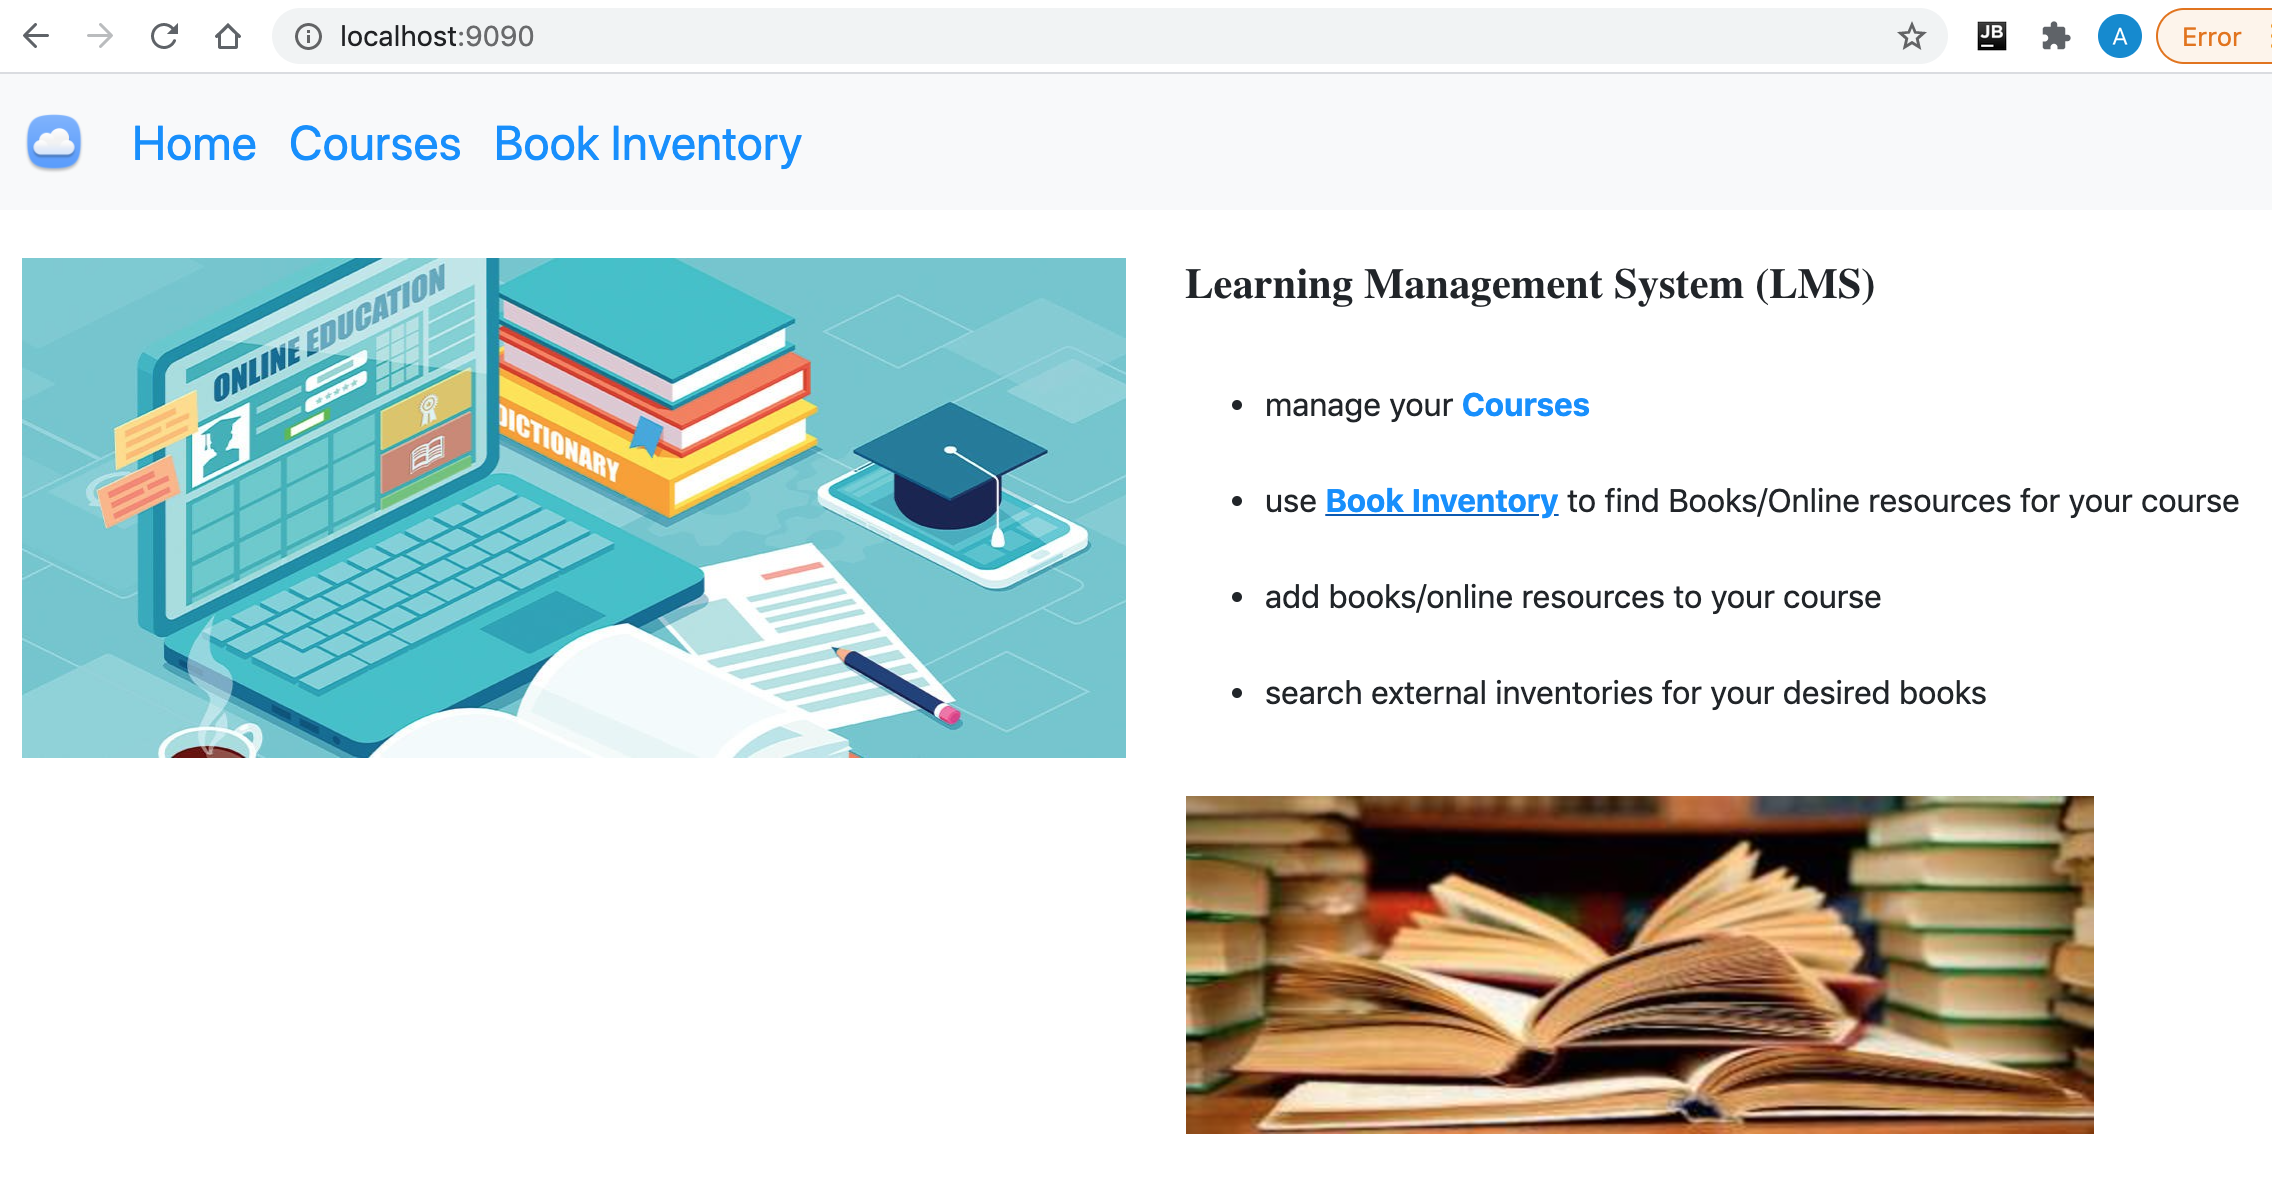 localhost:9090
JB
A
Error
Home Courses Book Inventory
ONLINE EDUCATION
DICTIONARY
Learning Management System (LMS)
manage your Courses
use Book Inventory to find Books/Online resources for your course
add books/online resources to your course
search external inventories for your desired books